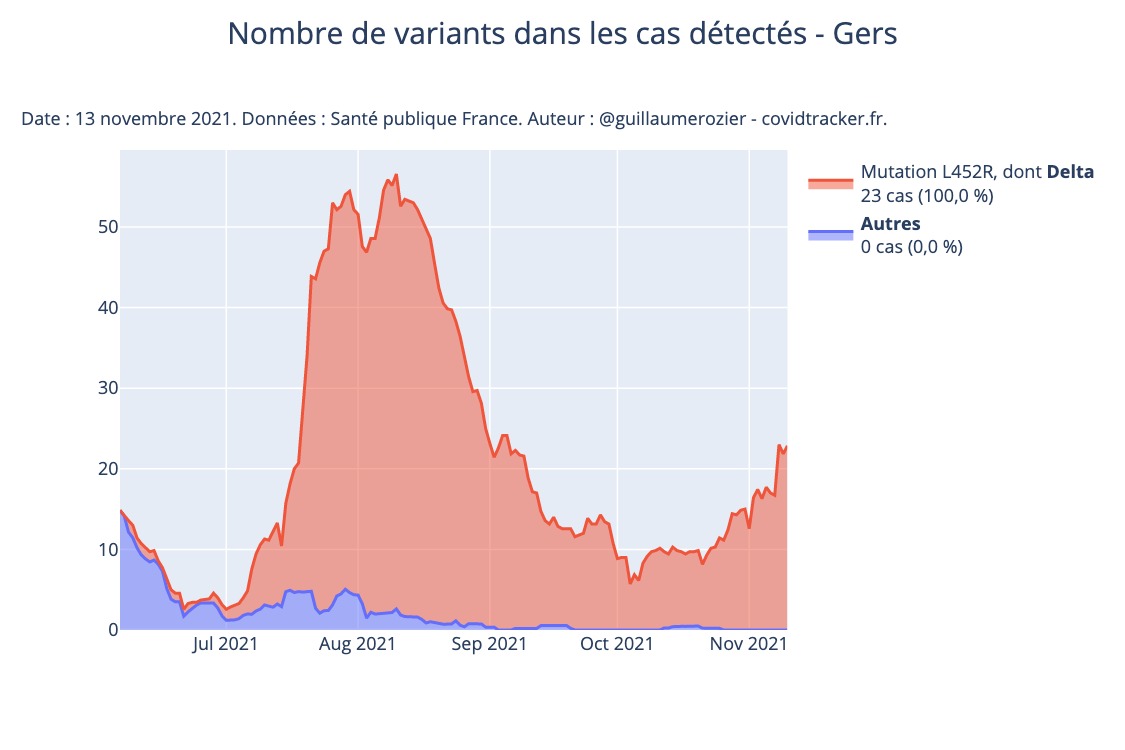 Nombre de variants dans les cas détectés - Gers
Date : 13 novembre 2021. Données : Santé publique France. Auteur : @guillaumerozier - covidtracker.fr.
Mutation L452R, dont Delta
23 cas (100,0 %)
Autres
0 cas (0,0 %)
50
40
30
20
10
0
Jul 2021
Aug 2021
Sep 2021
Oct 2021
Nov 2021